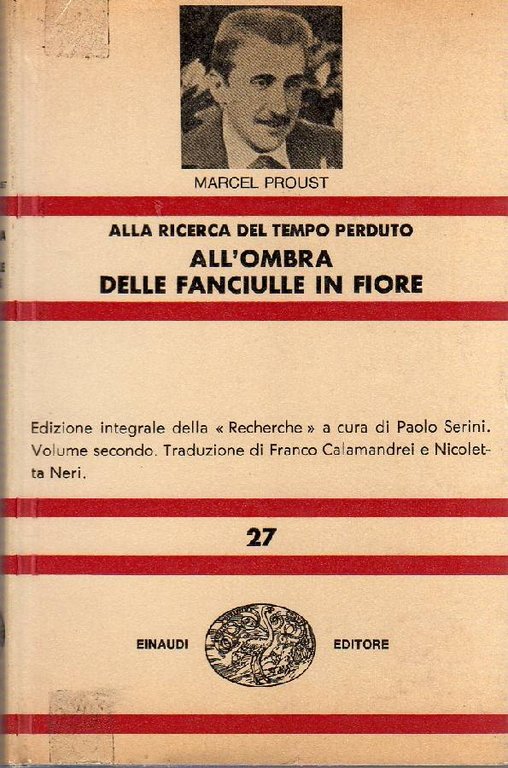 MARCEL PROUST
ALLA RICERCA DEL TEMPO PERDUTO
ALL'OMBRA
DELLE FANCIULLE IN FIORE
Edizione integrale della « Recherche » a cura di Paolo Serini.
Volume secondo. Traduzione di Franco Calamandrei e Nicolet-
ta Neri.
27
EINAUDI EDITORE